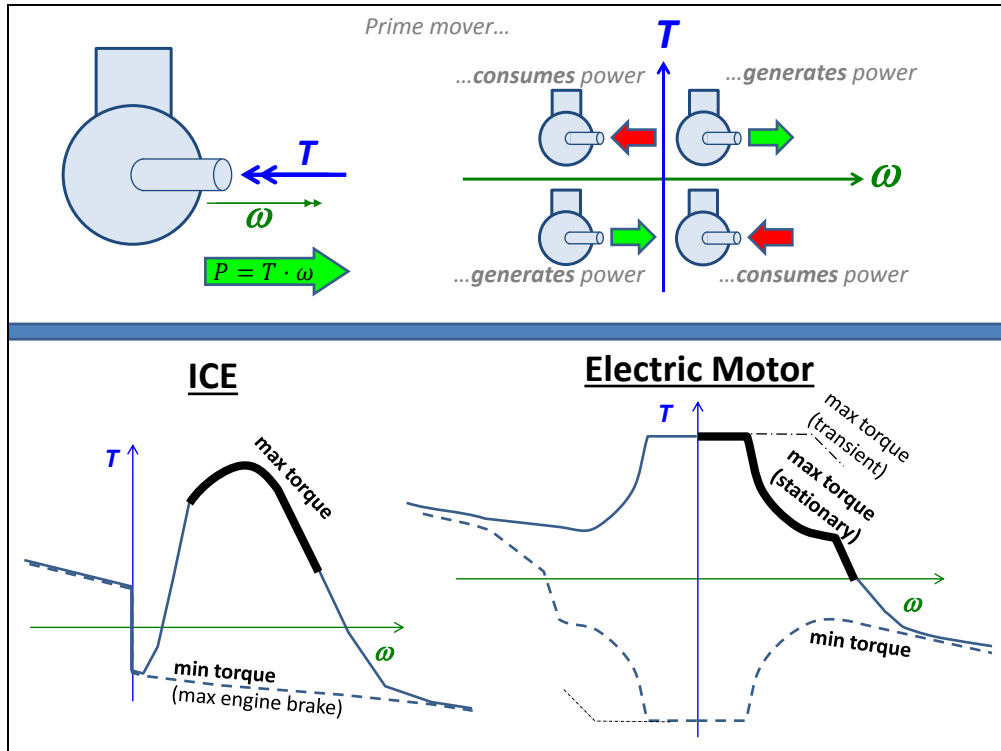 Prime mover…
T
…consumes power
…generates power
T
ω
ω
P = T · ω
…generates power
…consumes power
ICE
Electric Motor
T
max torque
ω
min torque
(max engine brake)
T
max torque
(transient)
max torque
(stationary)
ω
min torque